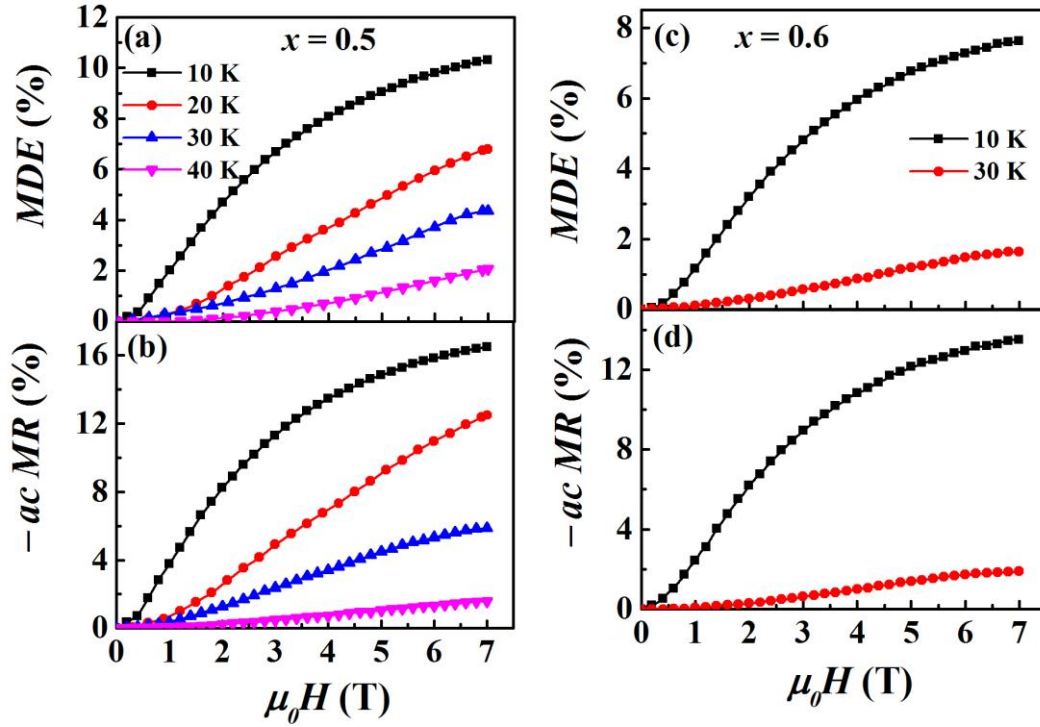 (a)
x = 0.5
10 K
20 K
30 K
40 K
MDE (%)
12
10
8
6
4
2
0
(c)
x = 0.6
10 K
30 K
MDE (%)
8
6
4
2
0
(b)
−ac MR (%)
16
12
8
4
0
0 1 2 3 4 5 6 7
μ₀H (T)
(d)
−ac MR (%)
12
8
4
0
0 1 2 3 4 5 6 7
μ₀H (T)